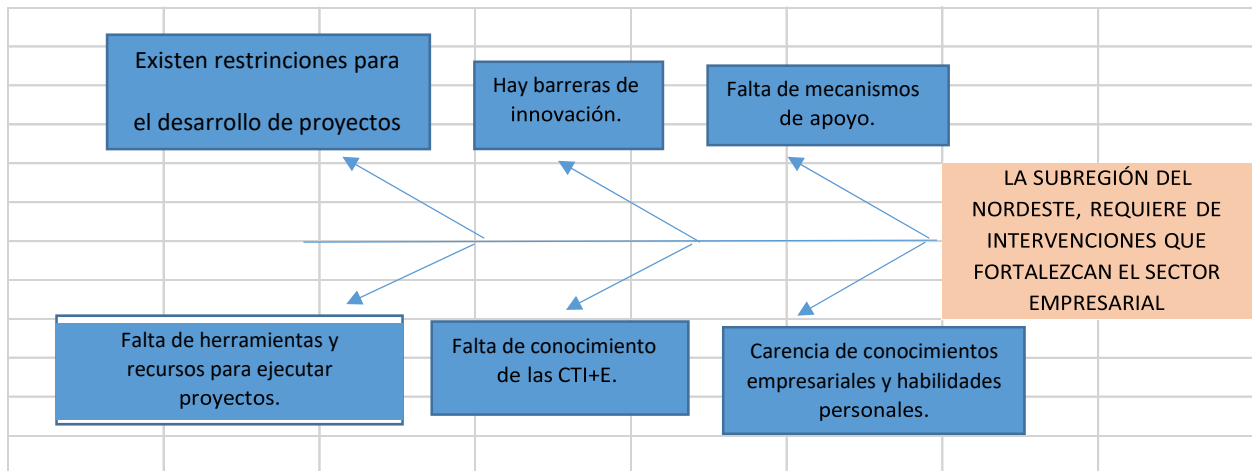 Existen restrinciones para
el desarrollo de proyectos
Hay barreras de
innovación.
Falta de mecanismos
de apoyo.
LA SUBREGIÓN DEL
NORDESTE, REQUIERE DE
INTERVENCIONES QUE
FORTALEZCAN EL SECTOR
EMPRESARIAL
Falta de herramientas y
recursos para ejecutar
proyectos.
Falta de conocimiento
de las CTI+E.
Carencia de conocimientos
empresariales y habilidades
personales.